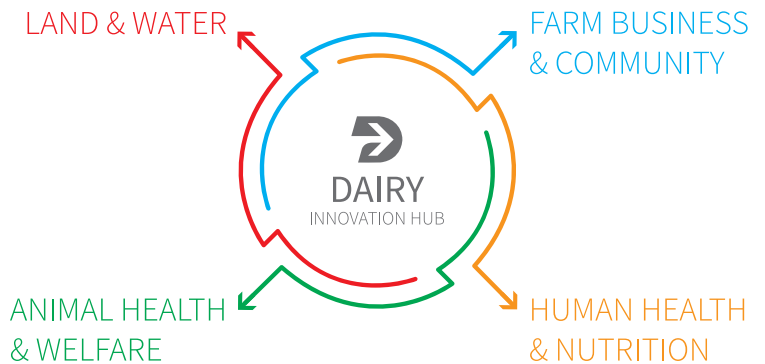 LAND & WATER
FARM BUSINESS
& COMMUNITY
DAIRY
INNOVATION HUB
ANIMAL HEALTH
& WELFARE
HUMAN HEALTH
& NUTRITION